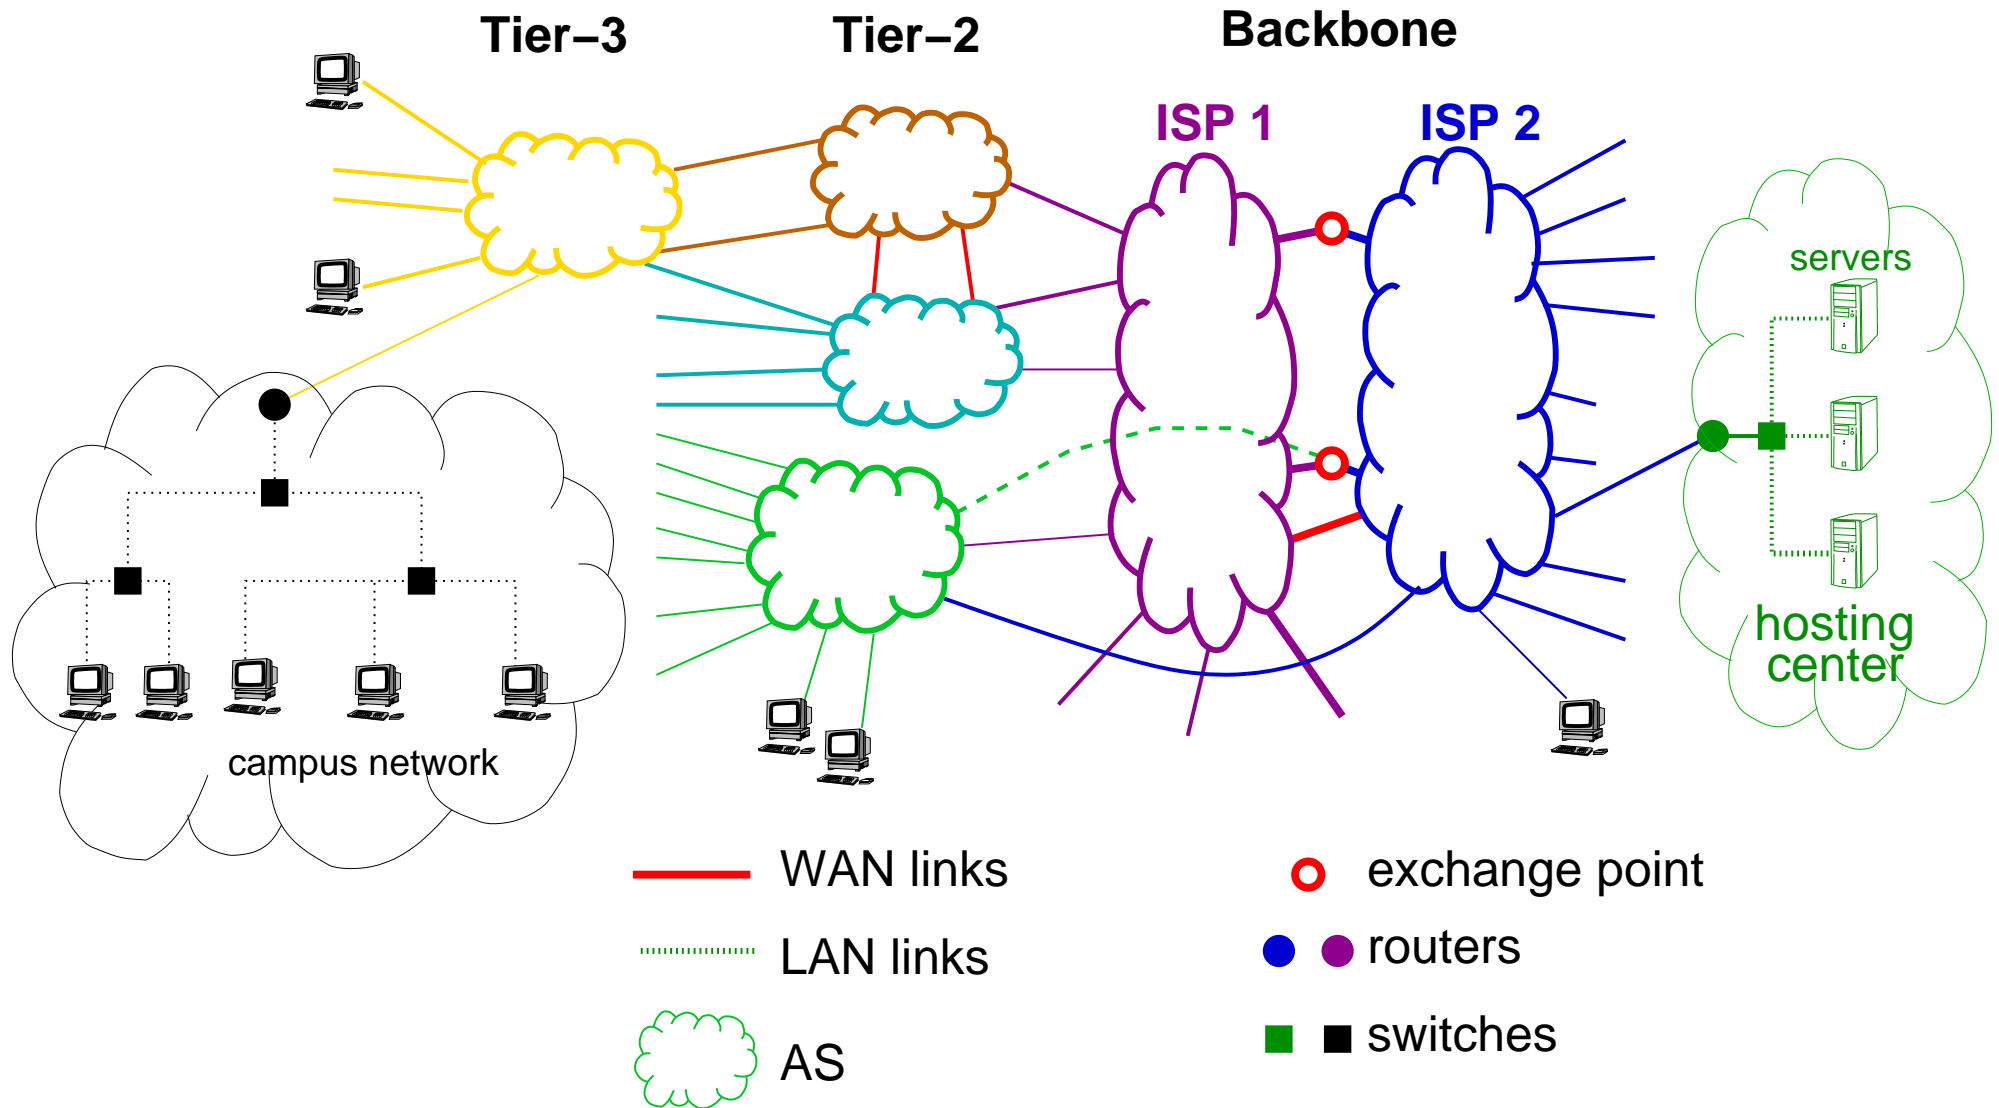 Tier–3
Tier–2
Backbone
ISP 1
ISP 2
servers
hosting
center
campus network
WAN links
exchange point
LAN links
routers
AS
switches